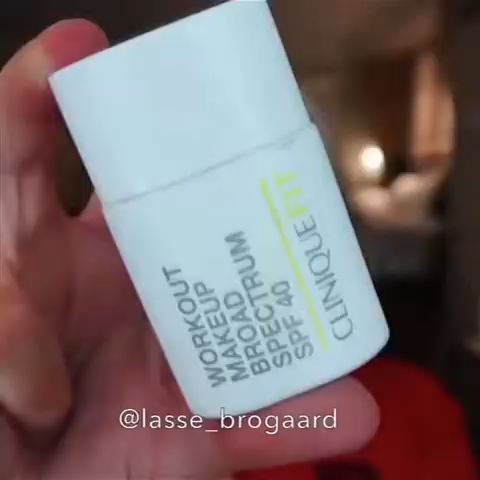 CLINIQUE FIT
WORKOUT
MAKEUP
BROAD
SPECTRUM
SPF 40
@lasse_brogaard